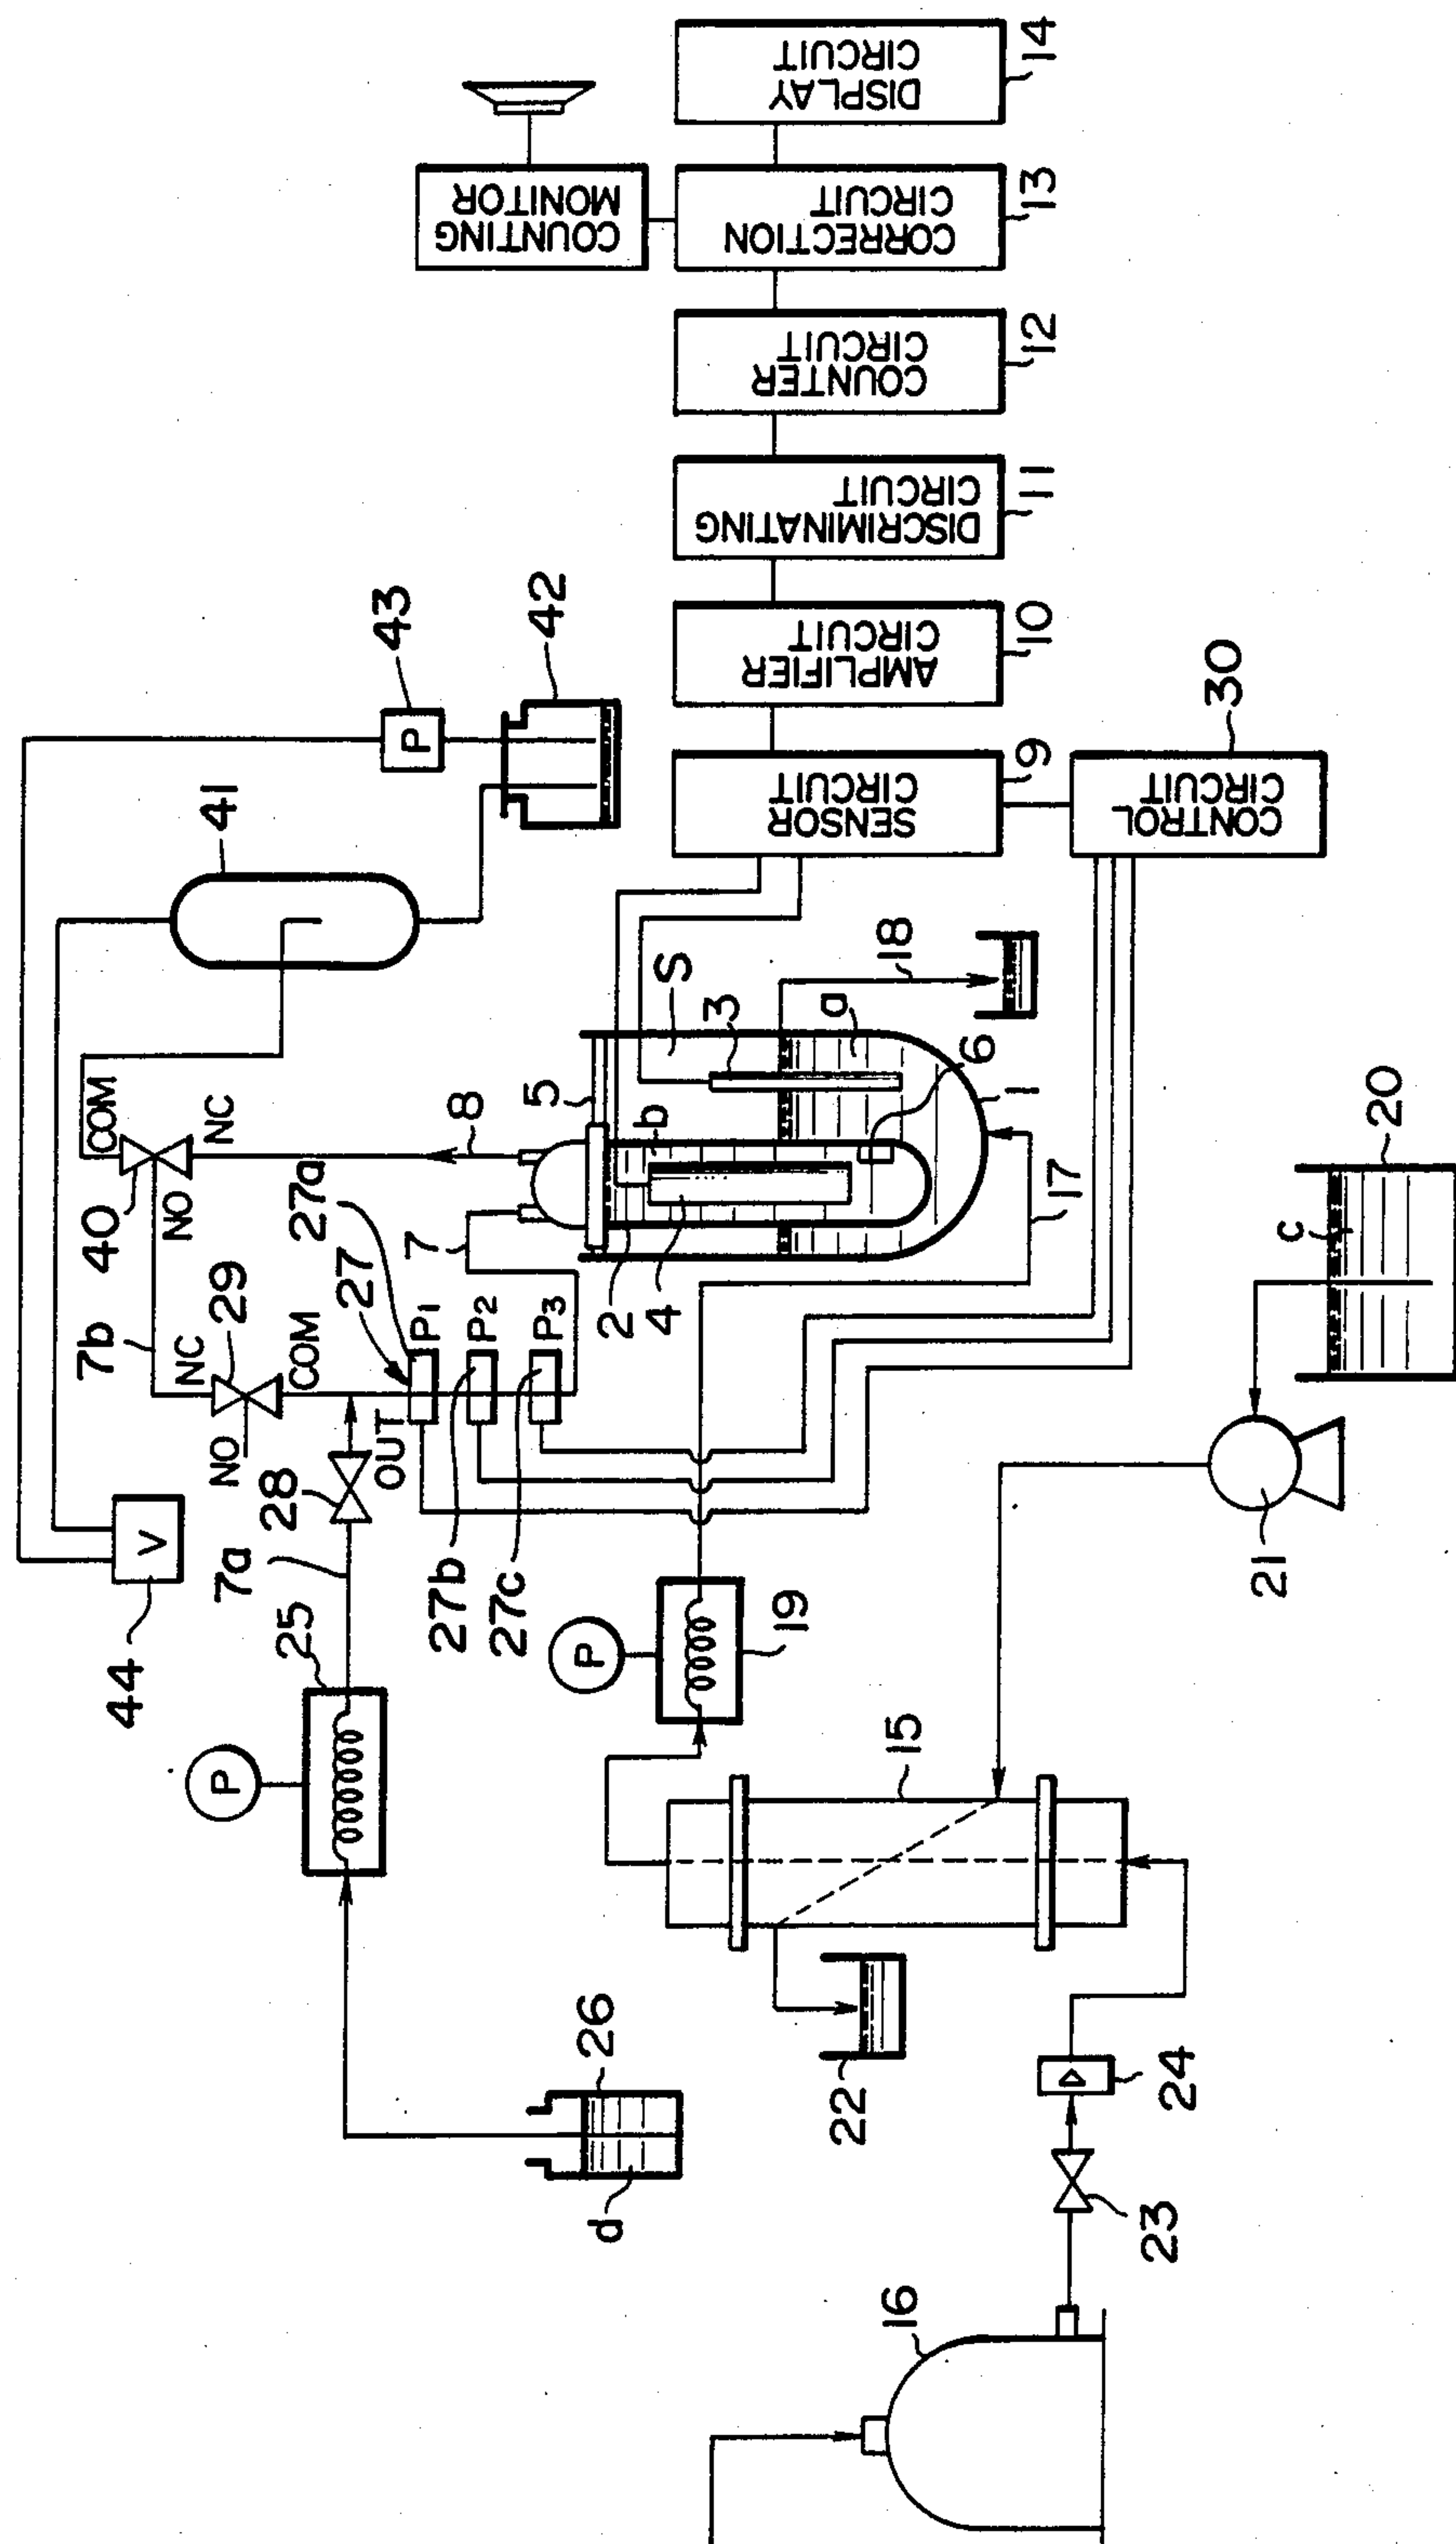 DISPLAY
CIRCUIT
14
COUNTING
MONITOR
CORRECTION
CIRCUIT
13
COUNTER
CIRCUIT
12
DISCRIMINATING
CIRCUIT
11
AMPLIFIER
CIRCUIT
10
SENSOR
CIRCUIT
9
CONTROL
CIRCUIT
30
43
P
42
41
COM
NC
NO
40
8
S
3
a
18
5
b
6
1
2
4
7
17
7b
NC
29
COM
NO
27
27a
P1
P2
P3
OUT
28
27b
27c
7a
V
44
25
P
P
19
15
20
c
21
22
26
d
24
23
16